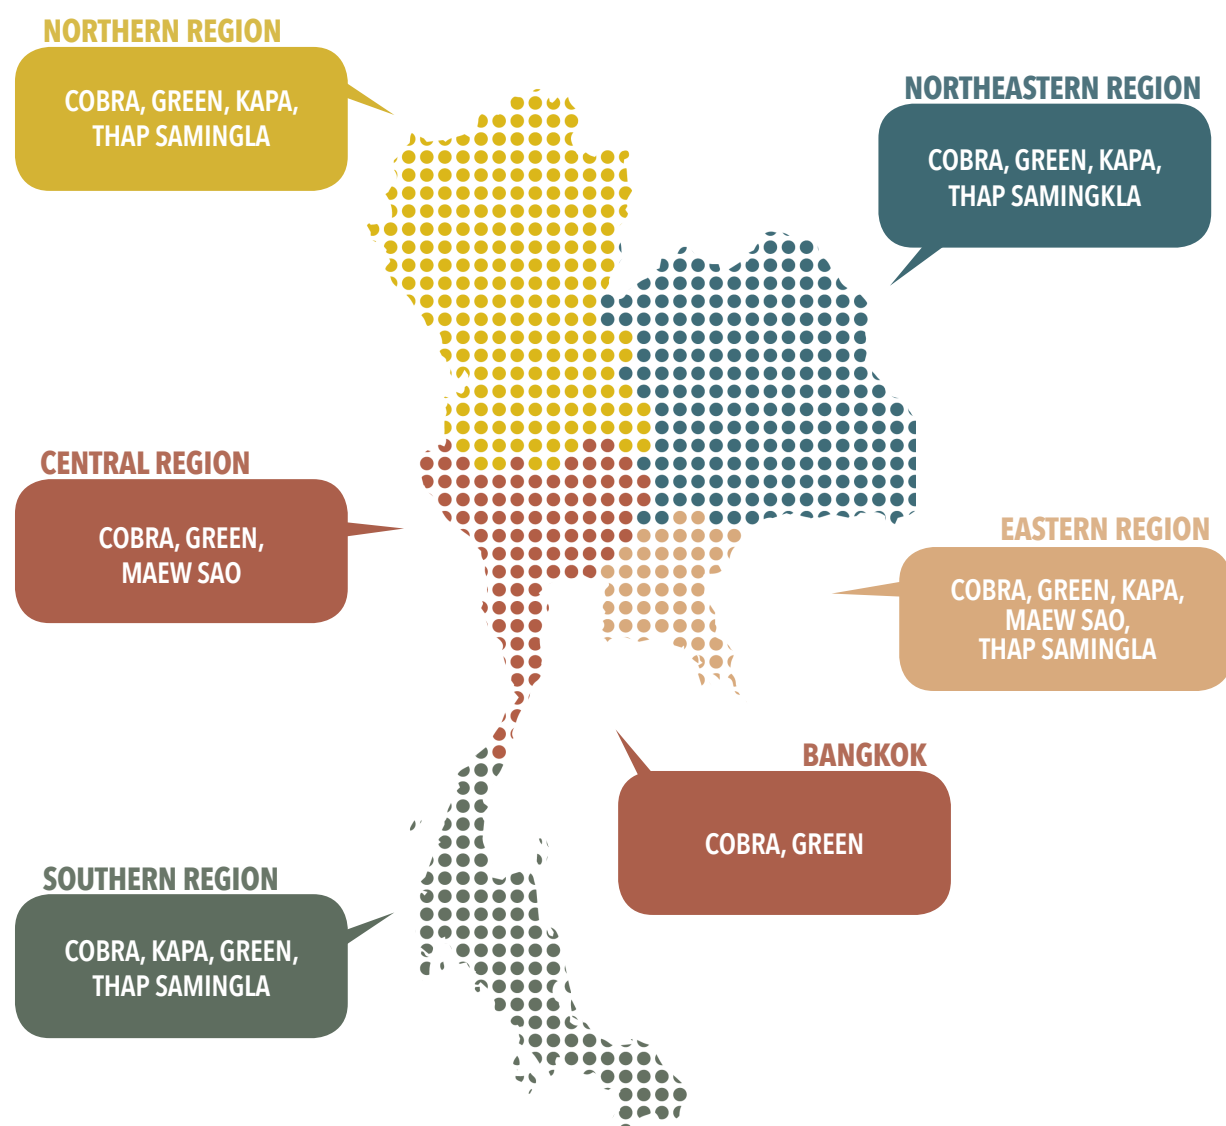 NORTHERN REGION
COBRA, GREEN, KAPA,
THAP SAMINGLA
NORTHEASTERN REGION
COBRA, GREEN, KAPA,
THAP SAMINGKLA
CENTRAL REGION
COBRA, GREEN,
MAEW SAO
EASTERN REGION
COBRA, GREEN, KAPA,
MAEW SAO,
THAP SAMINGLA
BANGKOK
COBRA, GREEN
SOUTHERN REGION
COBRA, KAPA, GREEN,
THAP SAMINGLA